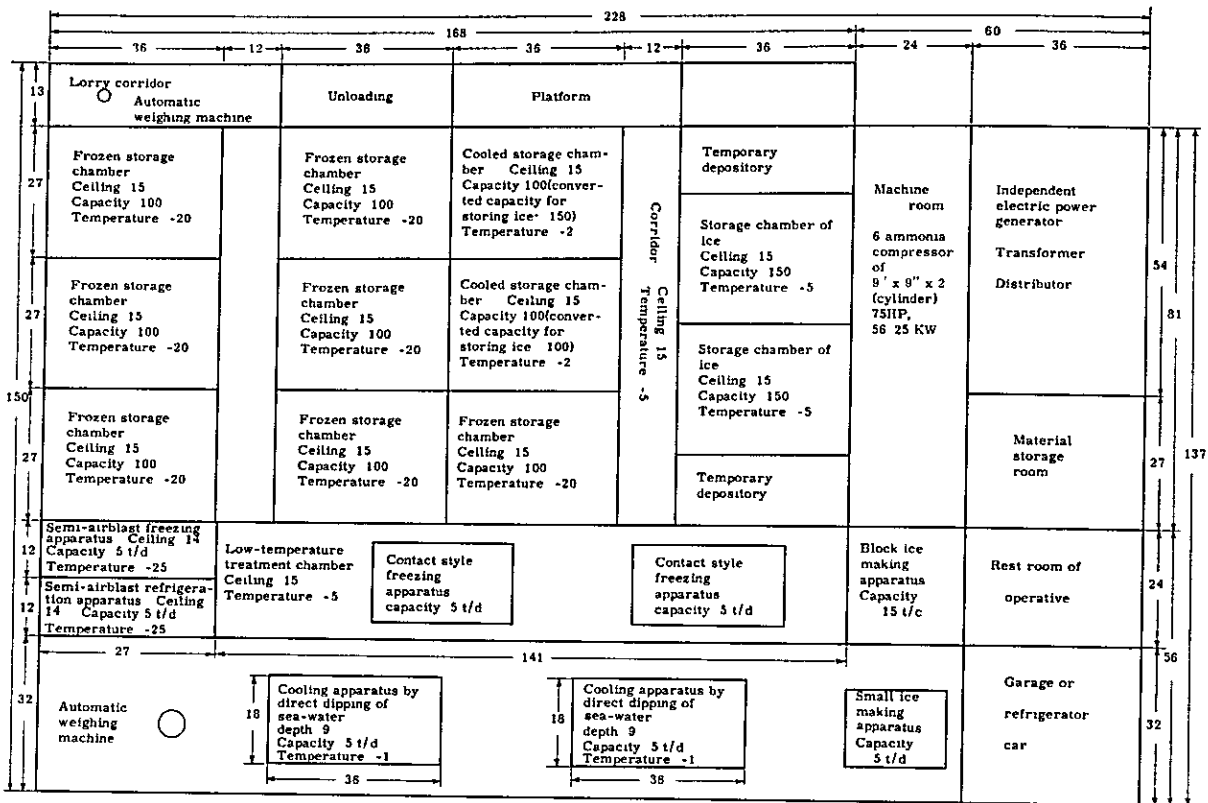 228
168
60
36
12
36
36
12
36
24
36
Lorry corridor
Automatic
weighing machine
Unloading
Platform
13
27
27
27
150
12
12
32
Frozen storage
chamber
Ceiling 15
Capacity 100
Temperature -20
Frozen storage
chamber
Ceiling 15
Capacity 100
Temperature -20
Cooled storage cham-
ber Ceiling 15
Capacity 100(conver-
ted capacity for
storing ice 150)
Temperature -2
Corridor Ceiling 15
Temperature -5
Temporary
depository
Storage chamber of
ice
Ceiling 15
Capacity 150
Temperature -5
Machine
room
6 ammonia
compressor
of
9' x 9" x 2
(cylinder)
75HP,
56 25 KW
Independent
electric power
generator
Transformer
Distributor
54
81
137
Frozen storage
chamber
Ceiling 15
Capacity 100
Temperature -20
Frozen storage
chamber
Ceiling 15
Capacity 100
Temperature -20
Cooled storage cham-
ber Ceiling 15
Capacity 100(conver-
ted capacity for
storing ice 100)
Temperature -2
Storage chamber of
ice
Ceiling 15
Capacity 150
Temperature -5
Frozen storage
chamber
Ceiling 15
Capacity 100
Temperature -20
Frozen storage
chamber
Ceiling 15
Capacity 100
Temperature -20
Frozen storage
chamber
Ceiling 15
Capacity 100
Temperature -20
Temporary
depository
Material
storage
room
27
Semi-airblast freezing
apparatus Ceiling 14
Capacity 5 t/d
Temperature -25
Semi-airblast refrigera-
tion apparatus Ceiling
14 Capacity 5 t/d
Temperature -25
Low-temperature
treatment chamber
Ceiling 15
Temperature -5
Contact style
freezing
apparatus
capacity 5 t/d
Contact style
freezing
apparatus
capacity 5 t/d
Block ice
making
apparatus
Capacity
15 t/c
Rest room of
operative
24
56
27
141
Automatic
weighing
machine
18
Cooling apparatus by
direct dipping of
sea-water
depth 9
Capacity 5 t/d
Temperature -1
36
18
Cooling apparatus by
direct dipping of
sea-water
depth 9
Capacity 5 t/d
Temperature -1
36
Small ice
making
apparatus
Capacity
5 t/d
Garage or
refrigerator
car
32